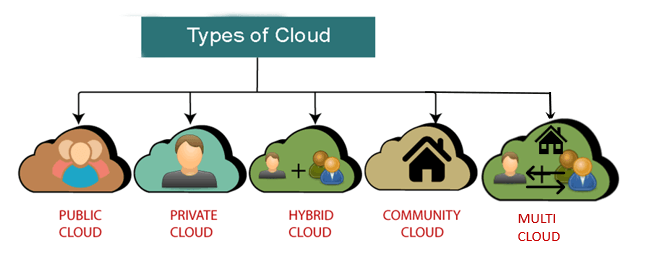 Types of Cloud
PUBLIC
CLOUD
PRIVATE
CLOUD
HYBRID
CLOUD
COMMUNITY
CLOUD
MULTI
CLOUD